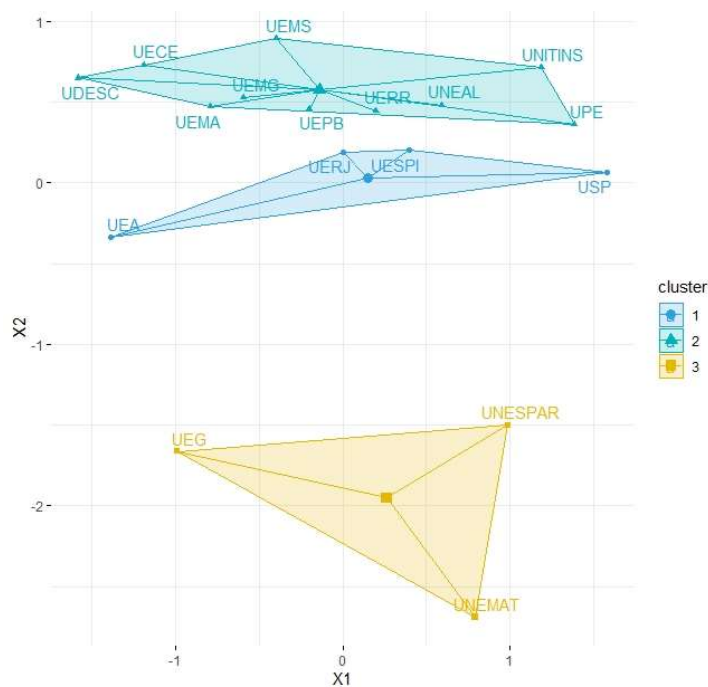 1
UEMS
UECE
UNITINS
UDESC
UEMG
UERR
UNEAL
UPE
UEMA
UEPB
UERJ
UESPI
0
USP
UEA
cluster
1
2
3
X2
-1
UNESPAR
UEG
-2
UNEMAT
-1
0
1
X1